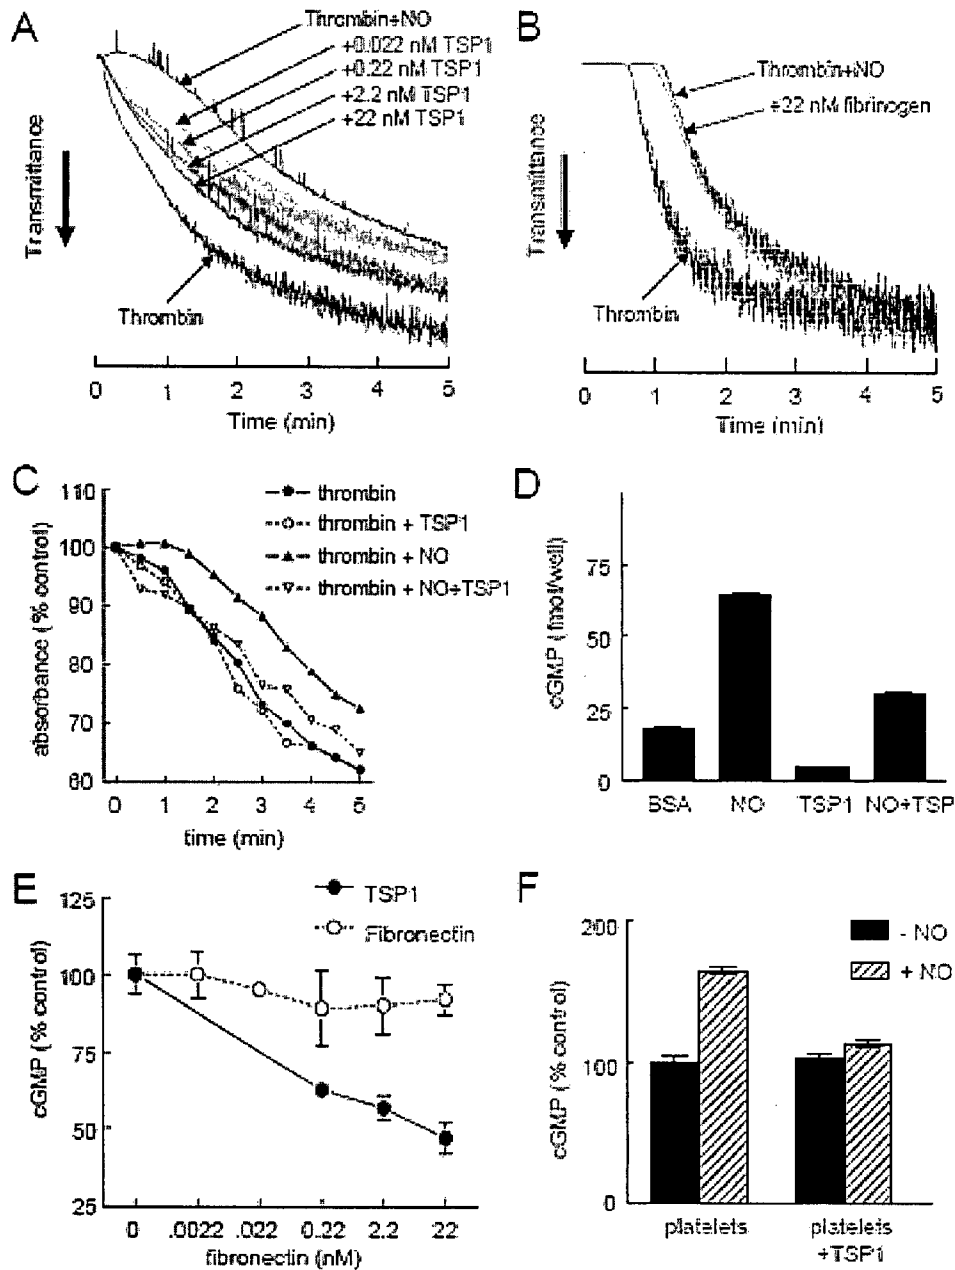 A
Thrombin+NO
+0.022 nM TSP1
+0.22 nM TSP1
+2.2 nM TSP1
+22 nM TSP1
Transmittance
Thrombin
0 1 2 3 4 5
Time (min)
B
Thrombin+NO
+22 nM fibrinogen
Transmittance
Thrombin
0 1 2 3 4 5
Time (min)
C
110
100
90
80
70
60
absorbance (% control)
thrombin
thrombin + TSP1
thrombin + NO
thrombin + NO+TSP1
0 1 2 3 4 5
time (min)
D
75
50
25
0
cGMP (fmol/well)
BSA NO TSP1 NO+TSP
E
125
100
75
50
25
cGMP (% control)
TSP1
Fibronectin
0 .0022 .022 0.22 2.2 22
fibronectin (nM)
F
200
100
0
cGMP (% control)
- NO
+ NO
platelets platelets
+TSP1